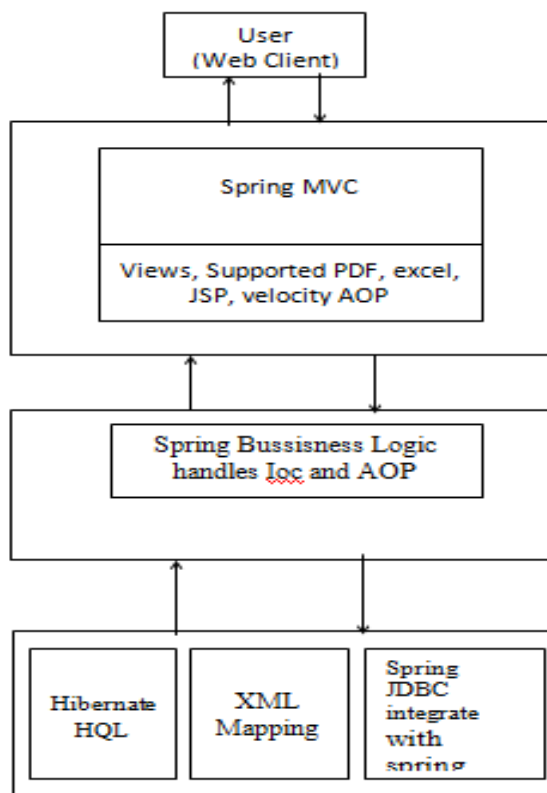 User
(Web Client)
Spring MVC
Views, Supported PDF, excel,
JSP, velocity AOP
Spring Bussisness Logic
handles Ioc and AOP
Hibernate
HQL
XML
Mapping
Spring
JDBC
integrate
with
spring